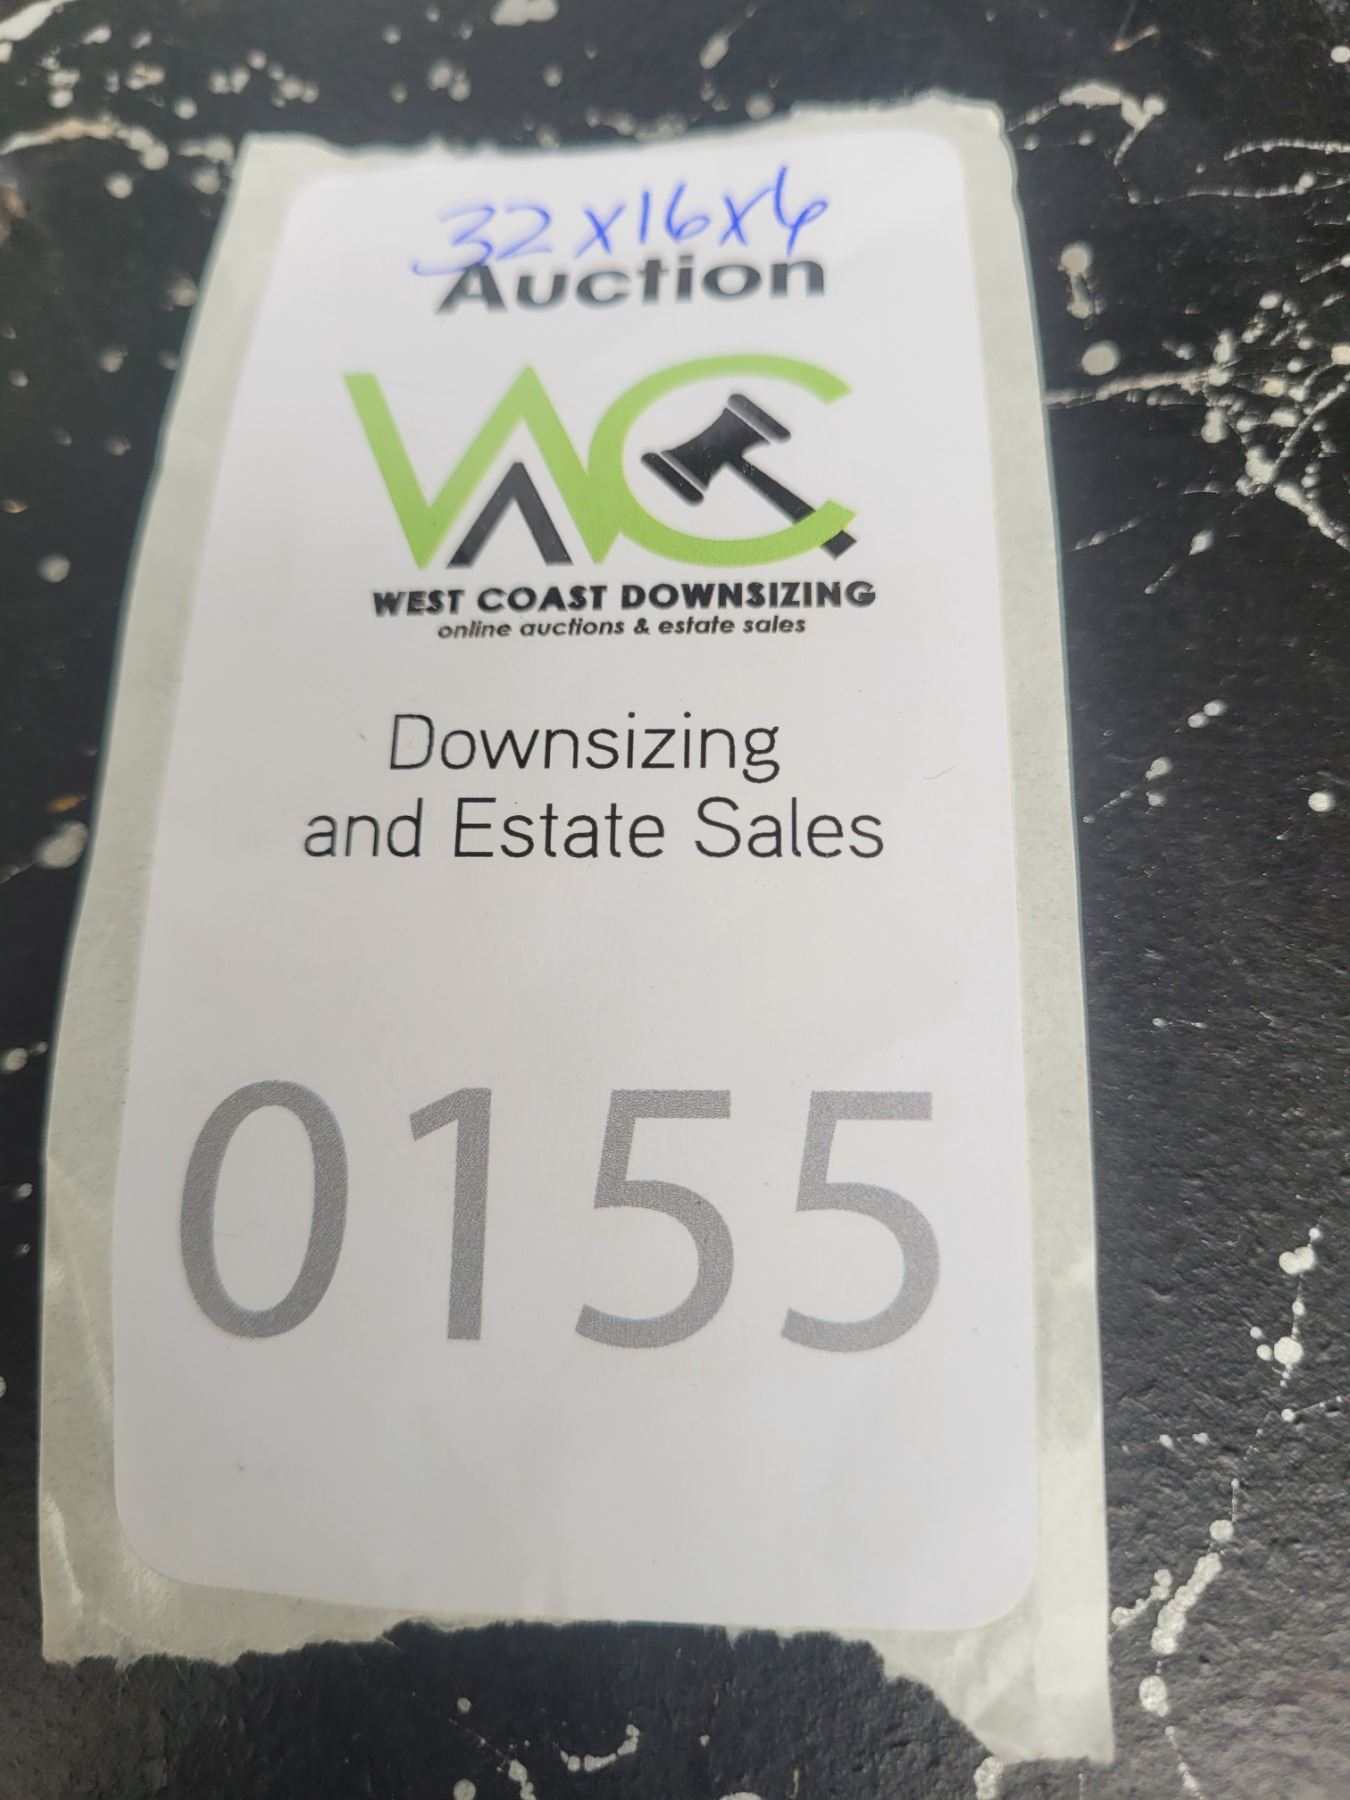 32x16x6
Auction
WC
WEST COAST DOWNSIZING
online auctions & estate sales
Downsizing
and Estate Sales
0155